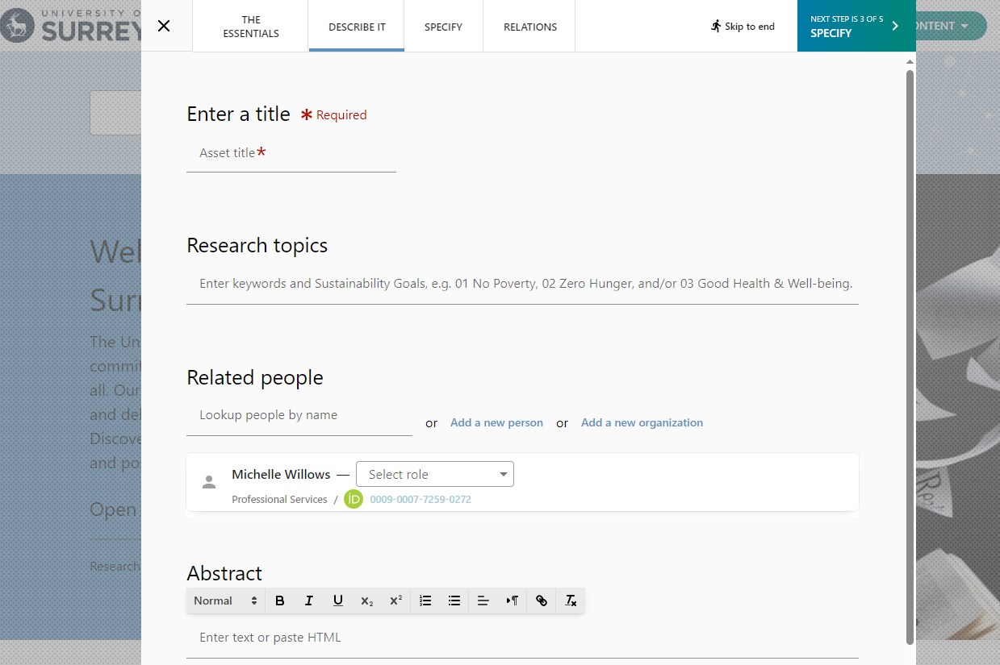 UNIVERSITY O
SURREY
THE
ESSENTIALS
DESCRIBE IT
SPECIFY
RELATIONS
Skip to end
NEXT STEP IS 3 OF 5
SPECIFY
ONTENT
Enter a title * Required
Asset title*
Research topics
Enter keywords and Sustainability Goals, e.g. 01 No Poverty, 02 Zero Hunger, and/or 03 Good Health & Well-being.
Related people
Lookup people by name
or Add a new person or Add a new organization
Michelle Willows — Select role
Professional Services / iD 0009-0007-7259-0272
Abstract
Normal B I U X₂ X²
Enter text or paste HTML
Wel
Surr
The Un
commit
all. Our
and del
Discove
and po
Open
Research
Re